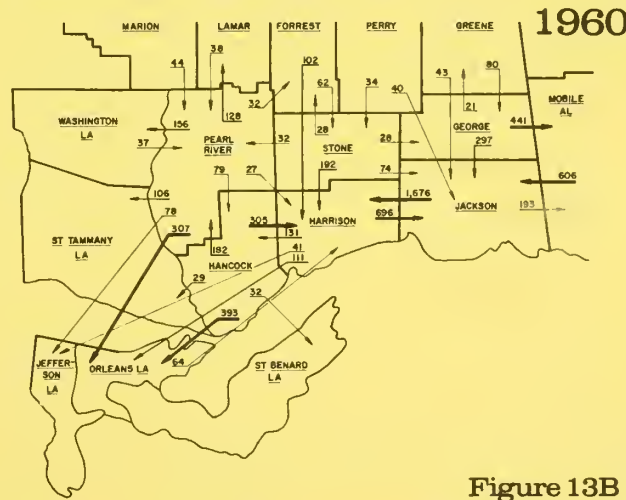 1960
MARION LAMAR FORREST PERRY GREENE
38
102
44
62
34
43
80
40
32
128
28
21
MOBILE
AL
WASHINGTON
LA
156
37
PEARL
RIVER
32
STONE
28
GEORGE
441
297
79
27
192
74
106
78
1,676
606
ST TAMMANY
LA
307
305
HARRISON
696
JACKSON
193
131
182
41
HANCOCK
111
29
32
393
JEFFER-
SON
LA
ORLEANS LA
64
ST BENARD
LA
Figure 13B